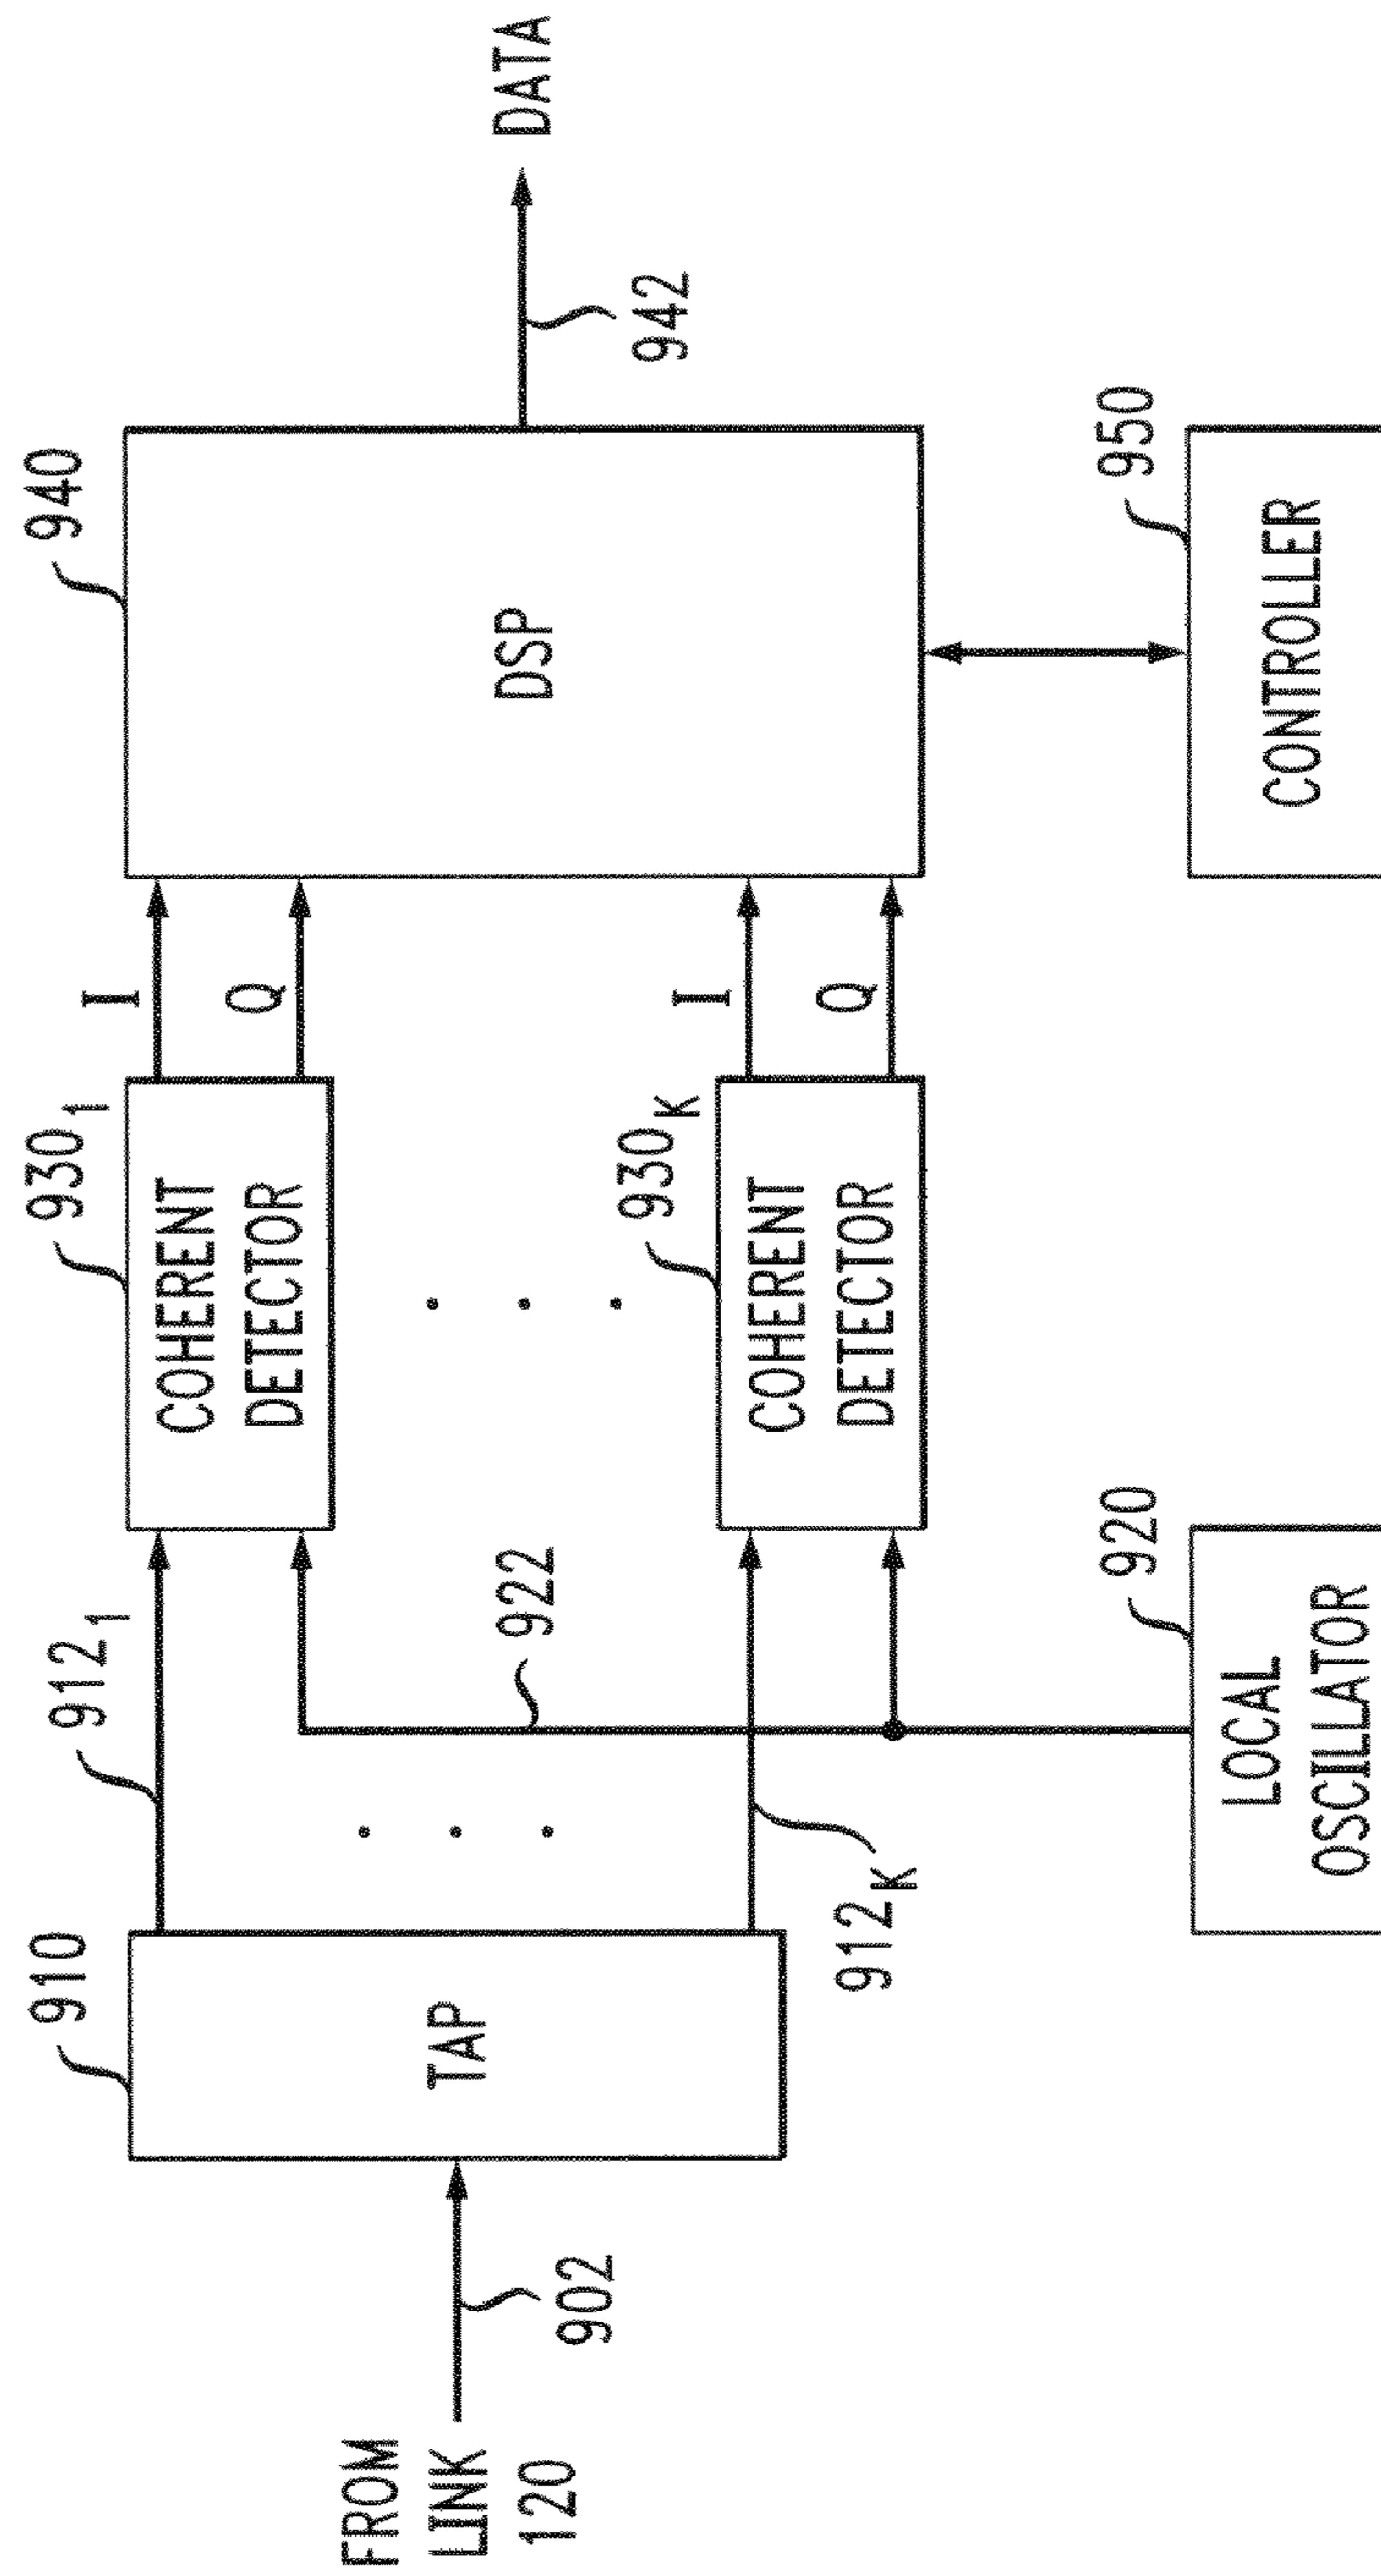 FROM
LINK
120
902
910
TAP
912₁
912ₖ
922
LOCAL
OSCILLATOR
920
930₁
COHERENT
DETECTOR
930ₖ
COHERENT
DETECTOR
I
Q
I
Q
940
DSP
950
CONTROLLER
942
DATA